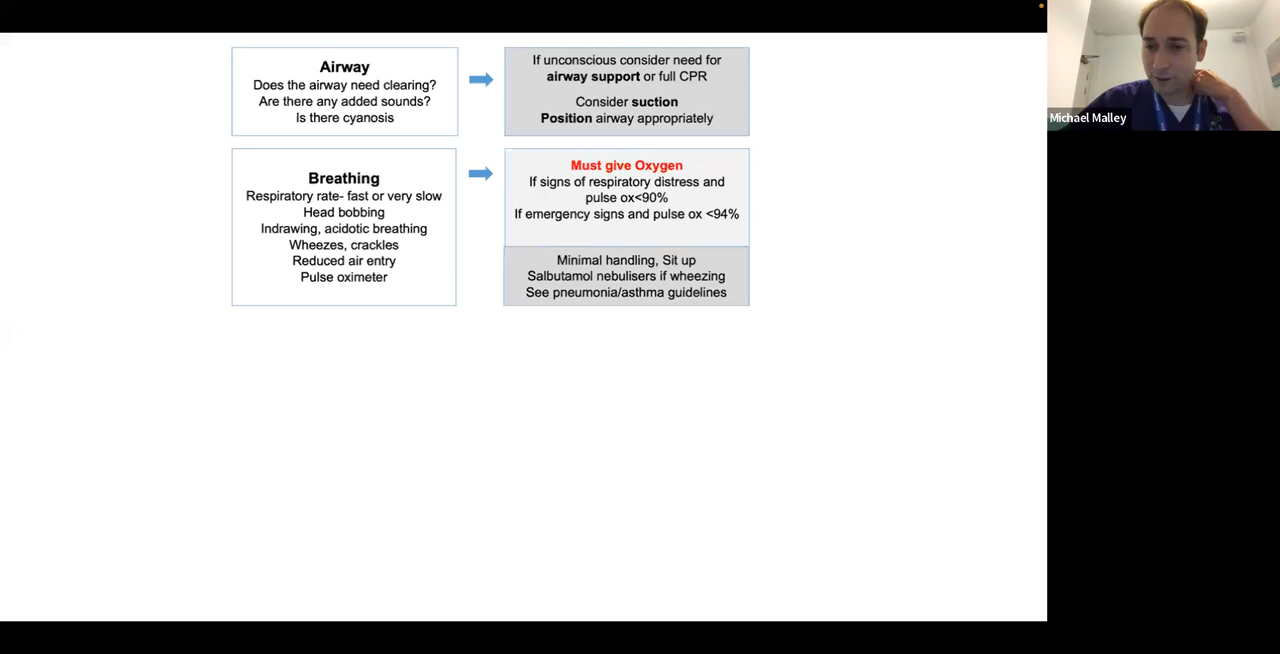 Airway
Does the airway need clearing?
Are there any added sounds?
Is there cyanosis
If unconscious consider need for
airway support or full CPR
Consider suction
Position airway appropriately
Breathing
Respiratory rate- fast or very slow
Head bobbing
Indrawing, acidotic breathing
Wheezes, crackles
Reduced air entry
Pulse oximeter
Must give Oxygen
If signs of respiratory distress and
pulse ox<90%
If emergency signs and pulse ox <94%
Minimal handling, Sit up
Salbutamol nebulisers if wheezing
See pneumonia/asthma guidelines
Michael Malley